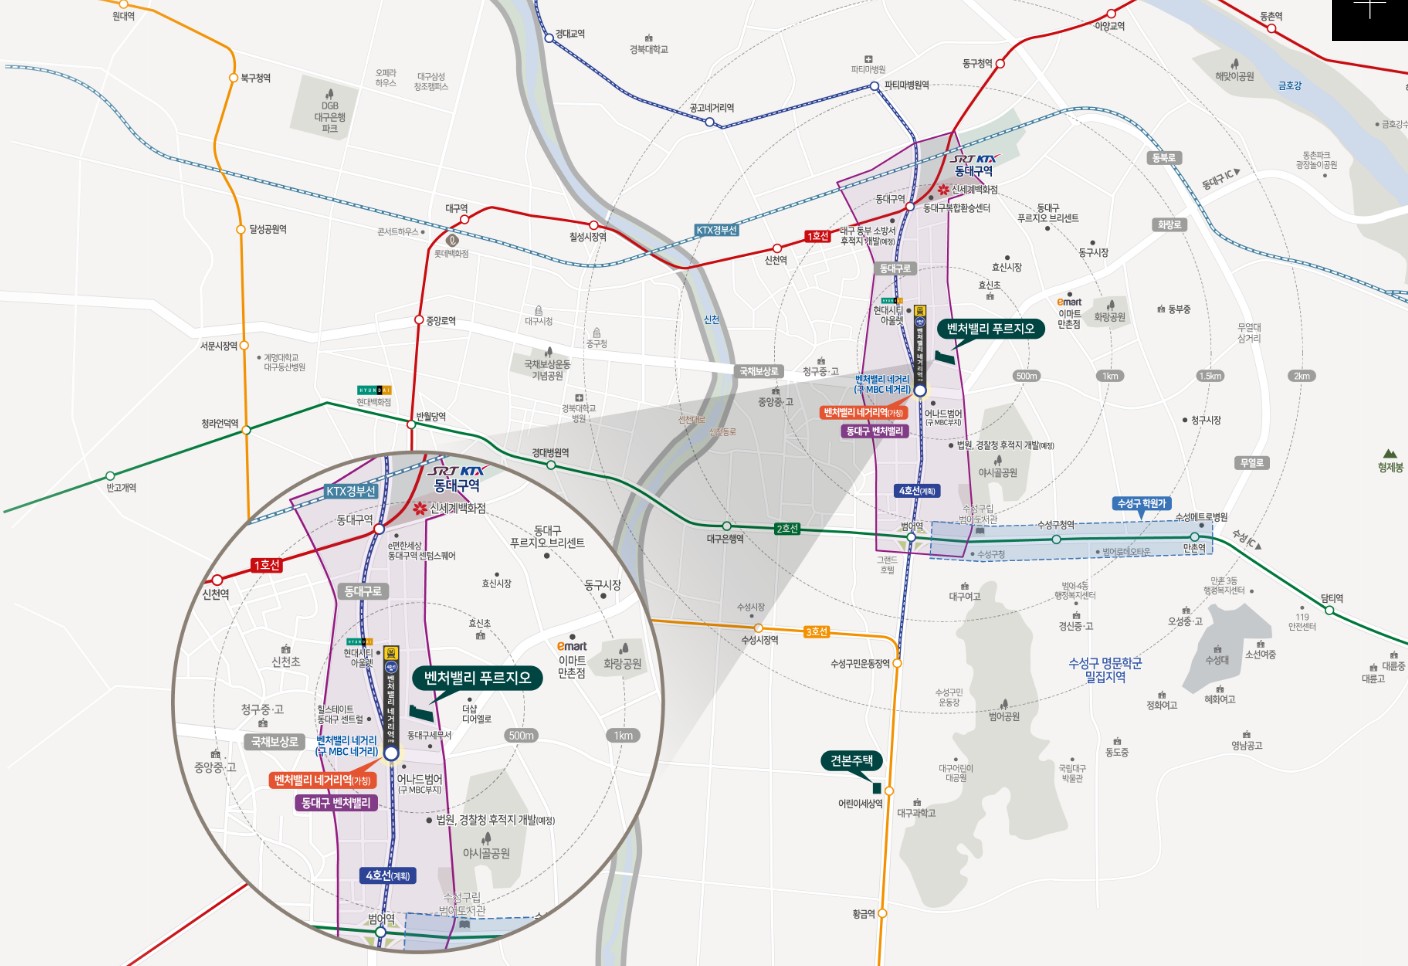 원대역
북구청역
오페라
하우스
대구삼성
창조캠퍼스
DGB
대구은행
파크
경대교역
경북대학교
공고네거리역
파티마병원
파티마병원역
동구청역
아양교역
동촌역
해맞이공원
금호강
동촌파크
광장놀이공원
동북로
동대구 IC ▶
화랑로
SRT KTX
동대구역
신세계백화점
동대구역
동대구복합환승센터
대구 동부 소방서
후적지 개발(예정)
동대구
푸르지오 브리센트
동구시장
대구역
콘서트하우스
롯데백화점
칠성시장역
KTX경부선
신천역
1호선
달성공원역
동대구로
효신시장
효신초
emart
이마트
만촌점
화랑공원
동부중
무열대
삼거리
중앙로역
대구시청
중구청
신천
현대시티
아울렛
벤처밸리네거리역
벤처밸리 푸르지오
서문시장역
계명대학교
대구동산병원
국채보상운동
기념공원
국채보상로
청구중·고
중앙중·고
벤처밸리 네거리
(구 MBC 네거리)
500m
1km
1.5km
2km
현대백화점
경북대학교
병원
벤처밸리 네거리역(가칭)
동대구 벤처밸리
어나드범어
(구 MBC부지)
청구시장
청라언덕역
반월당역
신천대로
법원, 경찰청 후적지 개발(예정)
야시골공원
무열로
형제봉
경대병원역
반고개역
4호선(계획)
수성구 학원가
수성구립
범어도서관
대구은행역
2호선
범어역
수성구청역
수성메트로병원
수성구청
범어로데오타운
만촌역
수성 IC ▶
그랜드
호텔
대구여고
범어 4동
행정복지센터
경신중·고
만촌 3동
행정복지센터
오성중·고
119
안전센터
담티역
수성시장
수성시장역
3호선
수성구민운동장역
수성구 명문학군
밀집지역
수성대
소선여중
대륜중
대륜고
혜화여고
정화여고
수성구민
운동장
범어공원
동도중
영남공고
국립대구
박물관
견본주택
대구어린이
대공원
어린이세상역
대구과학고
황금역
SRT KTX
동대구역
KTX경부선
신세계백화점
동대구역
e편한세상
동대구역 센텀스퀘어
동대구
푸르지오 브리센트
1호선
신천역
동대구로
효신시장
동구시장
효신초
신천초
현대시티
아울렛
emart
이마트
만촌점
화랑공원
벤처밸리네거리역
벤처밸리 푸르지오
청구중·고
힐스테이트
동대구 센트럴
더샵
디어엘로
동대구세무서
국채보상로
벤처밸리 네거리
(구 MBC 네거리)
500m
1km
중앙중·고
벤처밸리 네거리역(가칭)
동대구 벤처밸리
어나드범어
(구 MBC부지)
법원, 경찰청 후적지 개발(예정)
야시골공원
4호선(계획)
수성구립
범어도서관
범어역